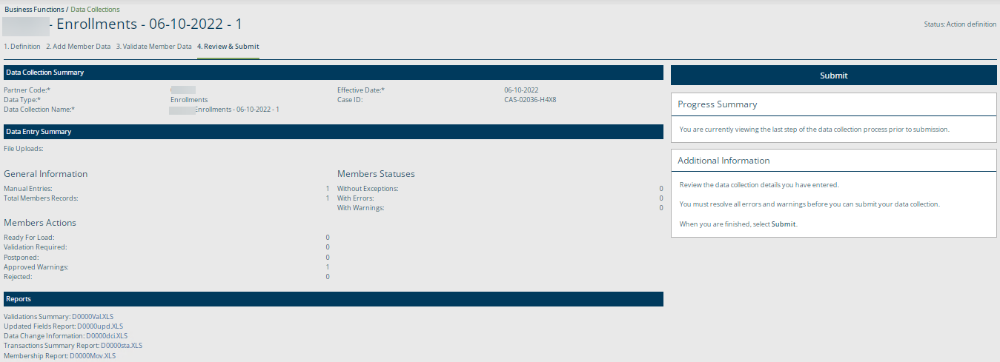 Business Functions / Data Collections
- Enrollments - 06-10-2022 - 1
Status: Action definition
1. Definition 2. Add Member Data 3. Validate Member Data 4. Review & Submit
Data Collection Summary
Partner Code:*
Effective Date:* 06-10-2022
Data Type:* Enrollments
Case ID: CAS-02036-H4X8
Data Collection Name:* Enrollments - 06-10-2022 - 1
Data Entry Summary
File Uploads:
General Information
Manual Entries: 1
Total Members Records: 1
Members Statuses
Without Exceptions: 0
With Errors: 0
With Warnings: 0
Members Actions
Ready For Load: 0
Validation Required: 0
Postponed: 0
Approved Warnings: 1
Rejected: 0
Reports
Validations Summary: D0000Val.XLS
Updated Fields Report: D0000upd.XLS
Data Change Information: D0000dci.XLS
Transactions Summary Report: D0000sta.XLS
Membership Report: D0000Mov.XLS
Submit
Progress Summary
You are currently viewing the last step of the data collection process prior to submission.
Additional Information
Review the data collection details you have entered.
You must resolve all errors and warnings before you can submit your data collection.
When you are finished, select Submit.